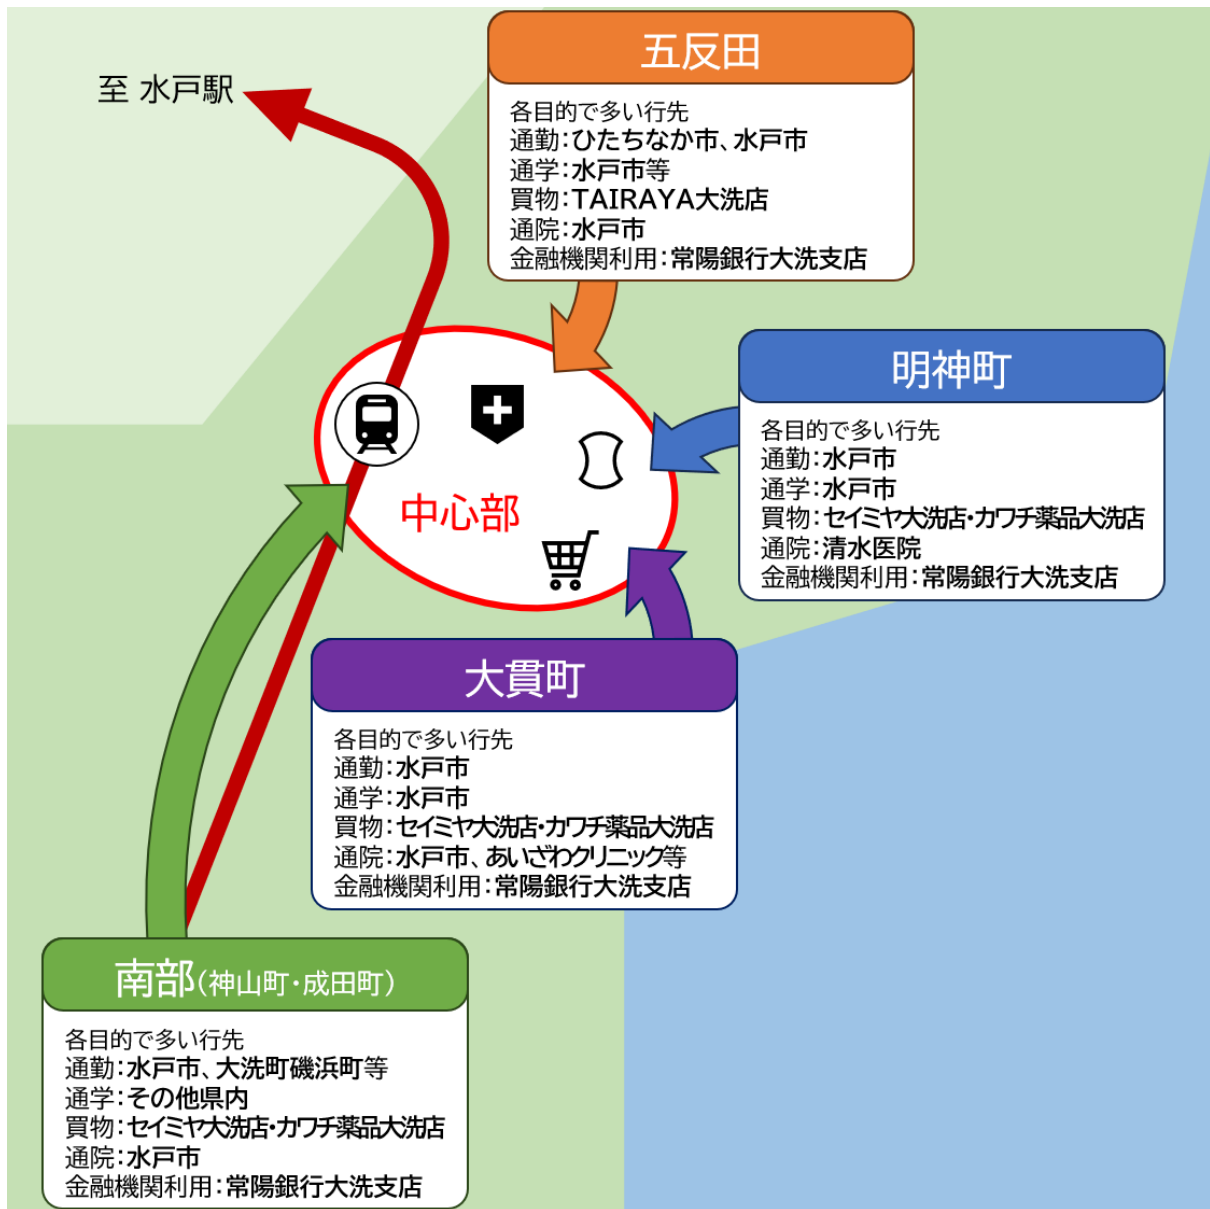 至 水戸駅
五反田
各目的で多い行先
通勤：ひたちなか市、水戸市
通学：水戸市等
買物：TAIRAYA大洗店
通院：水戸市
金融機関利用：常陽銀行大洗支店
明神町
各目的で多い行先
通勤：水戸市
通学：水戸市
買物：セイミヤ大洗店・カワチ薬品大洗店
通院：清水医院
金融機関利用：常陽銀行大洗支店
中心部
大貫町
各目的で多い行先
通勤：水戸市
通学：水戸市
買物：セイミヤ大洗店・カワチ薬品大洗店
通院：水戸市、あいざわクリニック等
金融機関利用：常陽銀行大洗支店
南部（神山町・成田町）
各目的で多い行先
通勤：水戸市、大洗町磯浜町等
通学：その他県内
買物：セイミヤ大洗店・カワチ薬品大洗店
通院：水戸市
金融機関利用：常陽銀行大洗支店